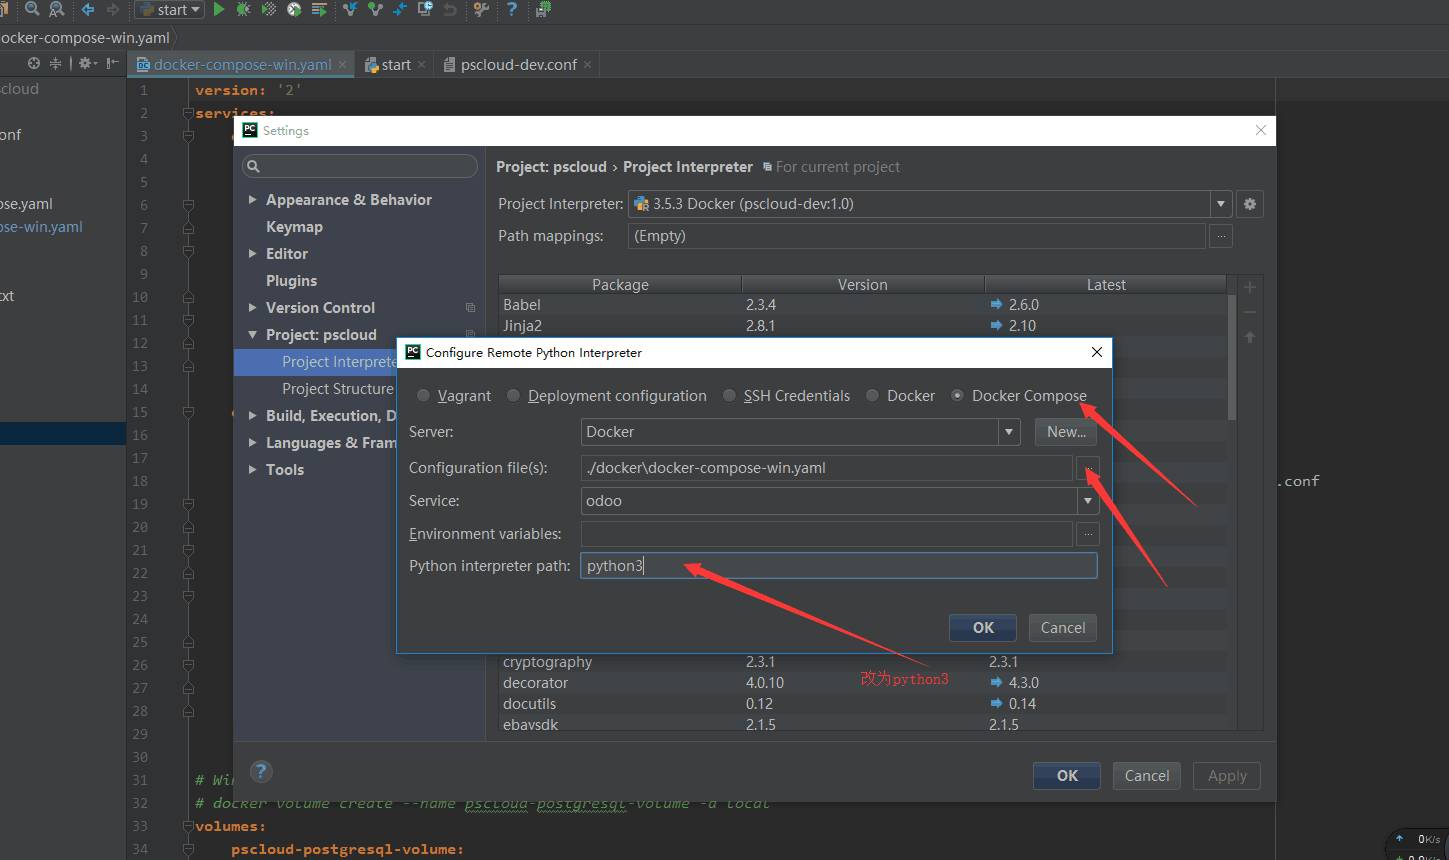 start
ocker-compose-win.yaml
docker-compose-win.yaml
start
pscloud-dev.conf
cloud
onf
ose.yaml
ose-win.yaml
txt
1 version: '2'
2 services:
3
4
5
6
7
8
9
10
11
12
13
14
15
16
17
18 .conf
19
20
21
22
23
24
25
26
27
28
29
30
31 # Win
32 # docker volume create --name pscloud-postgresql-volume -d local
33 volumes:
34 pscloud-postgresql-volume:
PC Settings
Appearance & Behavior
Keymap
Editor
Plugins
Version Control
Project: pscloud
Project Interprete
Project Structure
Build, Execution, D
Languages & Fram
Tools
Project: pscloud › Project Interpreter For current project
Project Interpreter: 3.5.3 Docker (pscloud-dev:1.0)
Path mappings: (Empty) ...
Package Version Latest
Babel 2.3.4 2.6.0
Jinja2 2.8.1 2.10
PC Configure Remote Python Interpreter
Vagrant Deployment configuration SSH Credentials Docker Docker Compose
Server: Docker New...
Configuration file(s): ./docker\docker-compose-win.yaml ...
Service: odoo
Environment variables: ...
Python interpreter path: python3
OK Cancel
改为python3
cryptography 2.3.1 2.3.1
decorator 4.0.10 4.3.0
docutils 0.12 0.14
ebaysdk 2.1.5 2.1.5
?
OK Cancel Apply
0K/s